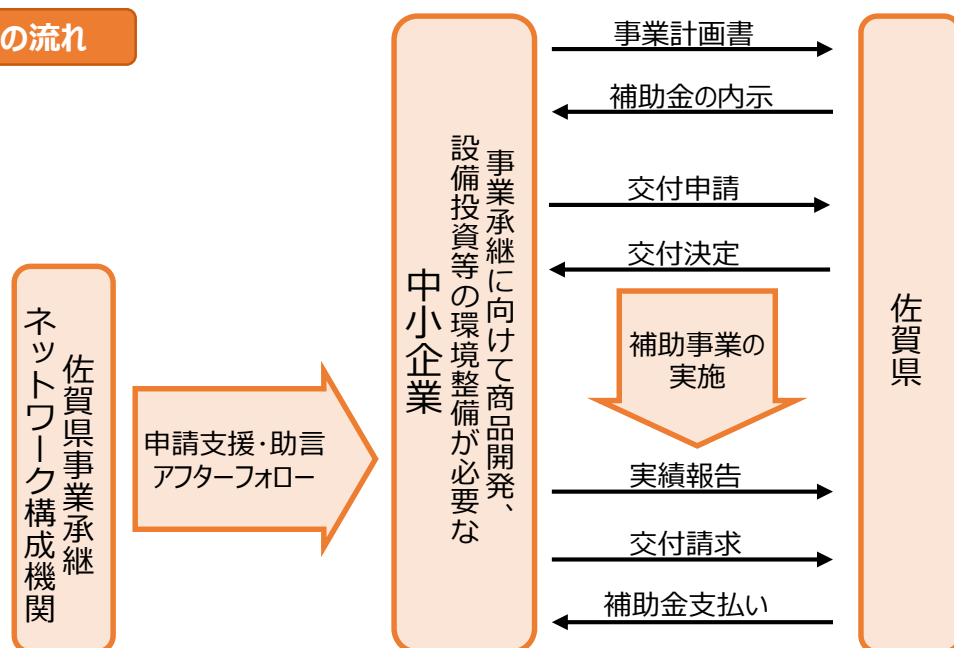 の流れ
佐賀県事業承継
ネットワーク構成機関
申請支援・助言
アフターフォロー
事業承継に向けて商品開発、
設備投資等の環境整備が必要な
中小企業
事業計画書
補助金の内示
交付申請
交付決定
補助事業の
実施
実績報告
交付請求
補助金支払い
佐賀県